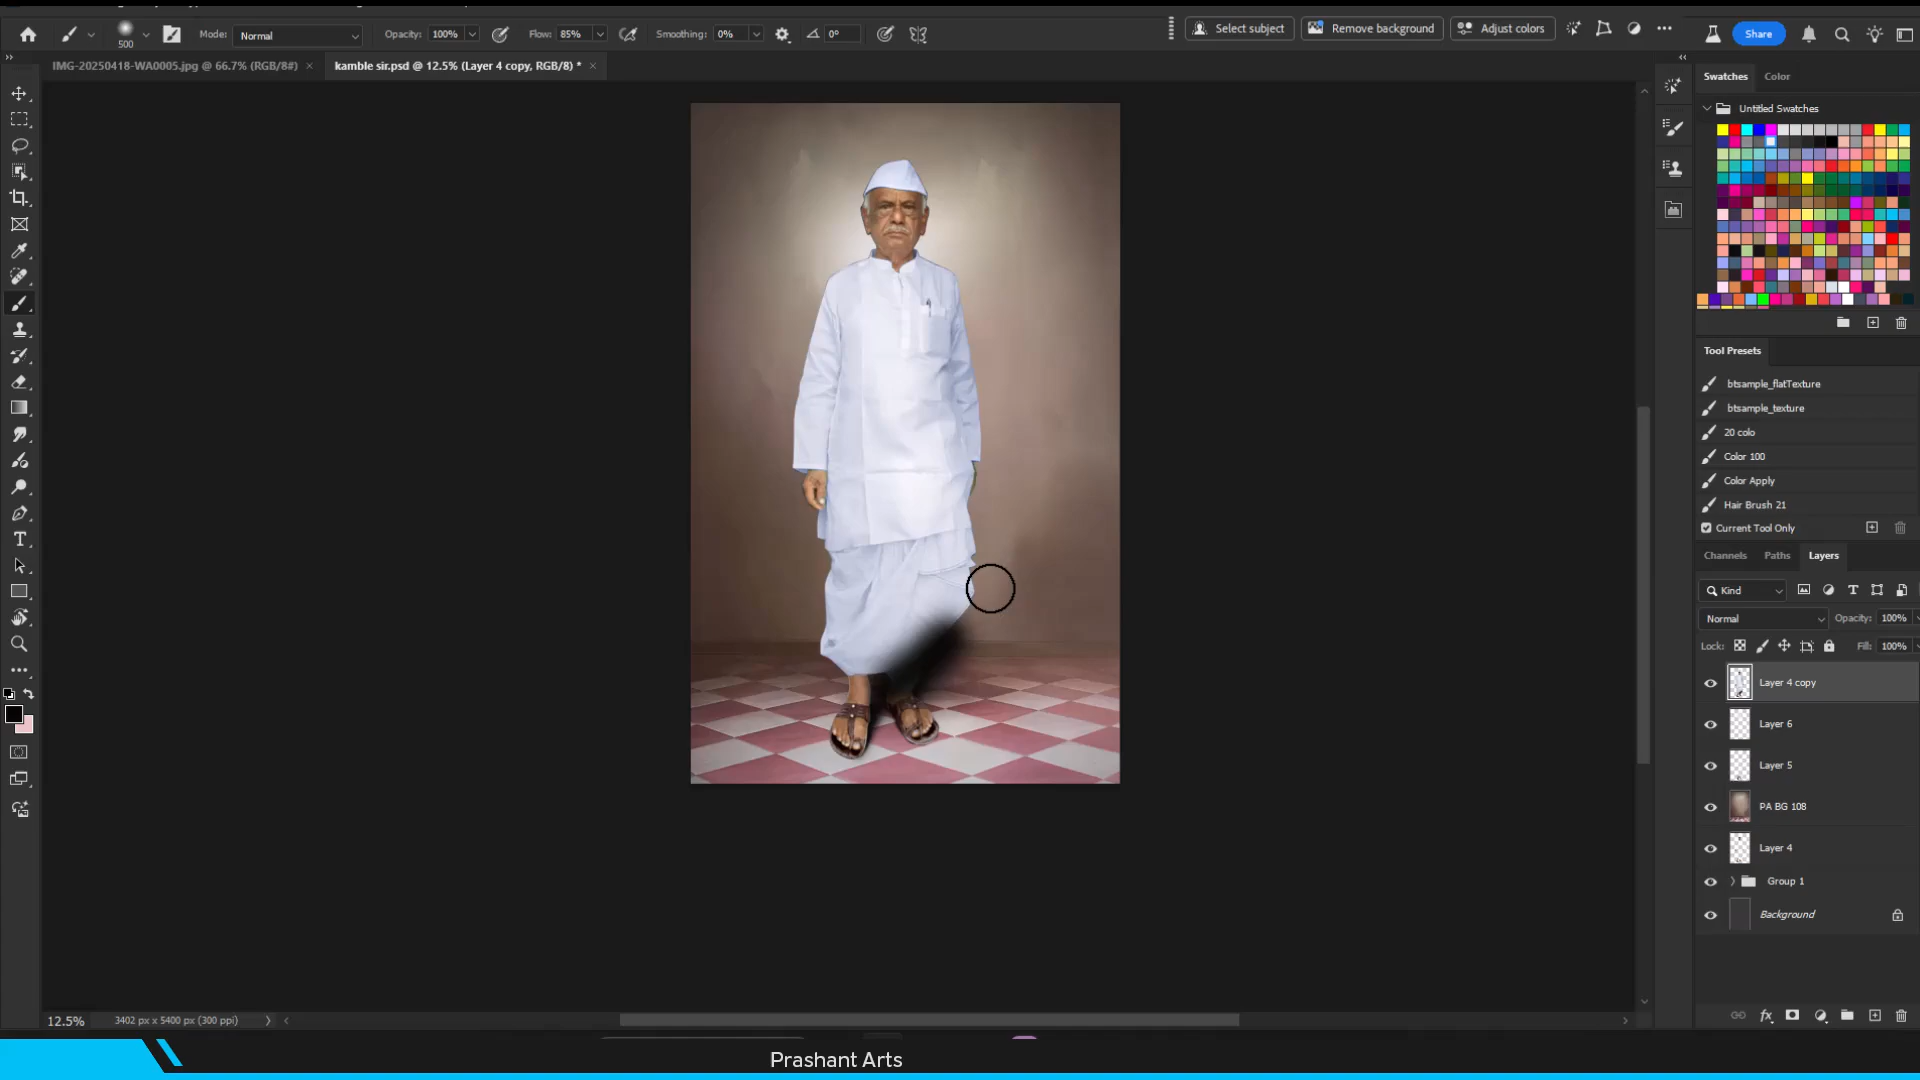 Mode: Normal Opacity: 100% Flow: 85% Smoothing: 0% 0° Select subject Remove background Adjust colors Share
500
IMG-20250418-WA0005.jpg @ 66.7% (RGB/8#) × kamble sir.psd @ 12.5% (Layer 4 copy, RGB/8) * ×
Swatches Color
Untitled Swatches
Tool Presets
btsample_flatTexture
btsample_texture
20 colo
Color 100
Color Apply
Hair Brush 21
Current Tool Only
Channels Paths Layers
Kind
Normal Opacity: 100%
Lock: Fill: 100%
Layer 4 copy
Layer 6
Layer 5
PA BG 108
Layer 4
Group 1
Background
12.5% 3402 px x 5400 px (300 ppi)
Prashant Arts